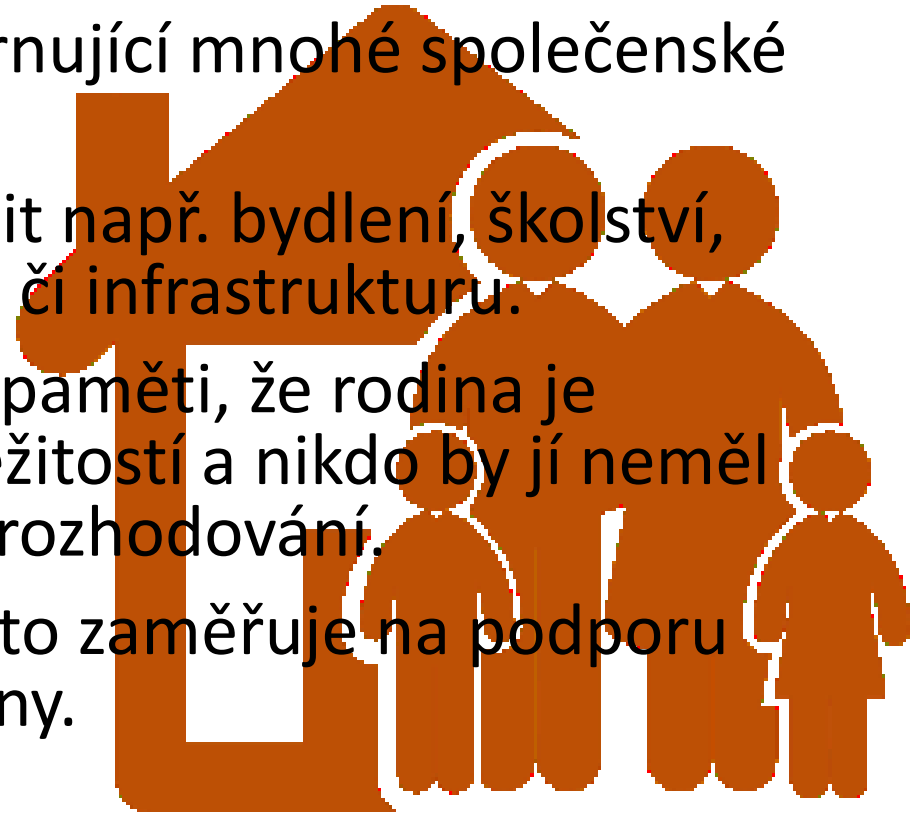 rnující mnohé společenské
it např. bydlení, školství,
či infrastrukturu.
paměti, že rodina je
ežitostí a nikdo by jí neměl
rozhodování.
to zaměřuje na podporu
ny.